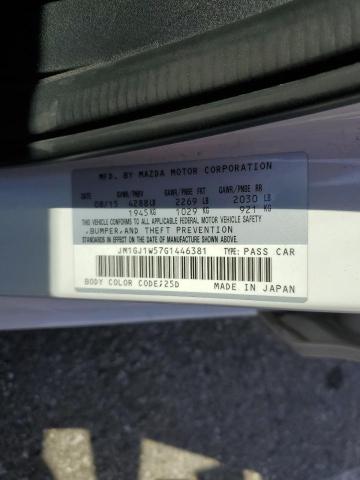 MFD. BY MAZDA MOTOR CORPORATION
GVWR/PNBV GAWR/PNBE FRT GAWR/PNBE RR
08/15 4288LB 2269 LB 2030 LB
1945KG 1029 KG 921 KG
THIS VEHICLE CONFORMS TO ALL APPLICABLE FEDERAL MOTOR VEHICLE SAFETY
,BUMPER,AND THEFT PREVENTION
STANDARDS IN EFFECT ON THE DATE OF MANUFACTURE SHOWN ABOVE.
JM1GJ1W57G1446381 TYPE: PASS CAR
BODY COLOR CODE;25D MADE IN JAPAN